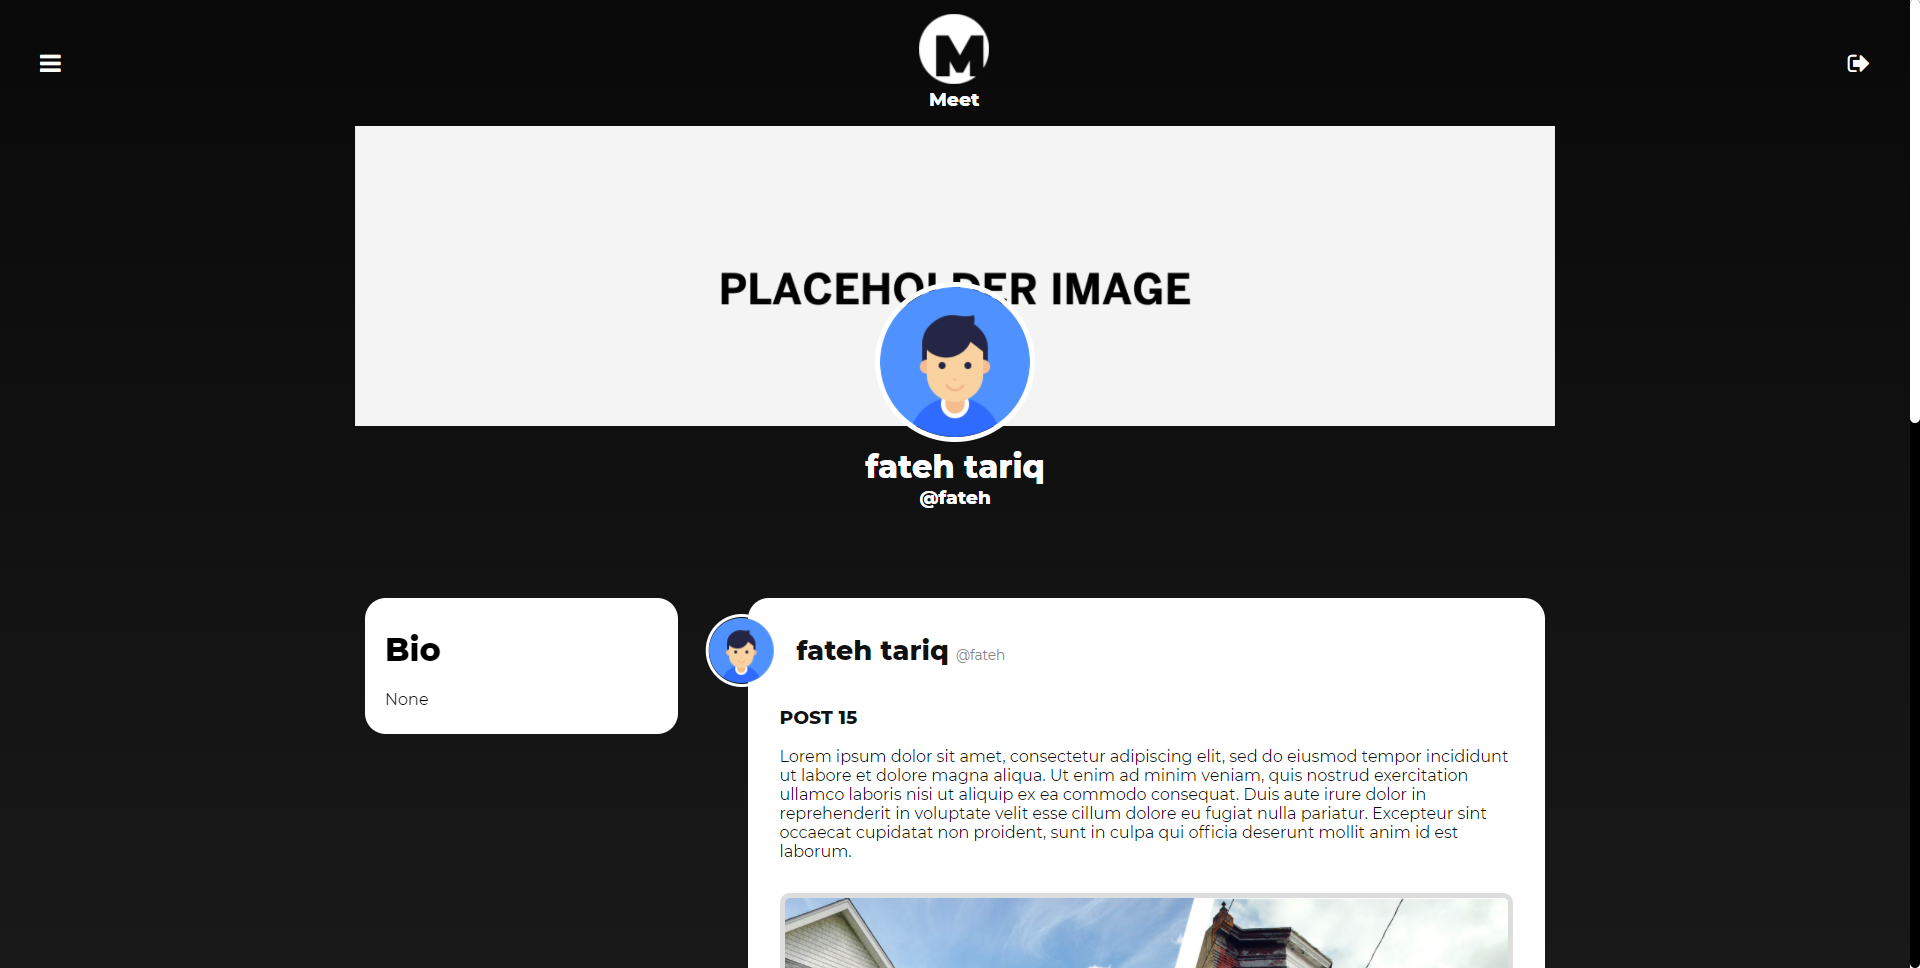 M
Meet
PLACEHOLDER IMAGE
fateh tariq
@fateh
Bio
None
fateh tariq @fateh
POST 15
Lorem ipsum dolor sit amet, consectetur adipiscing elit, sed do eiusmod tempor incididunt
ut labore et dolore magna aliqua. Ut enim ad minim veniam, quis nostrud exercitation
ullamco laboris nisi ut aliquip ex ea commodo consequat. Duis aute irure dolor in
reprehenderit in voluptate velit esse cillum dolore eu fugiat nulla pariatur. Excepteur sint
occaecat cupidatat non proident, sunt in culpa qui officia deserunt mollit anim id est
laborum.